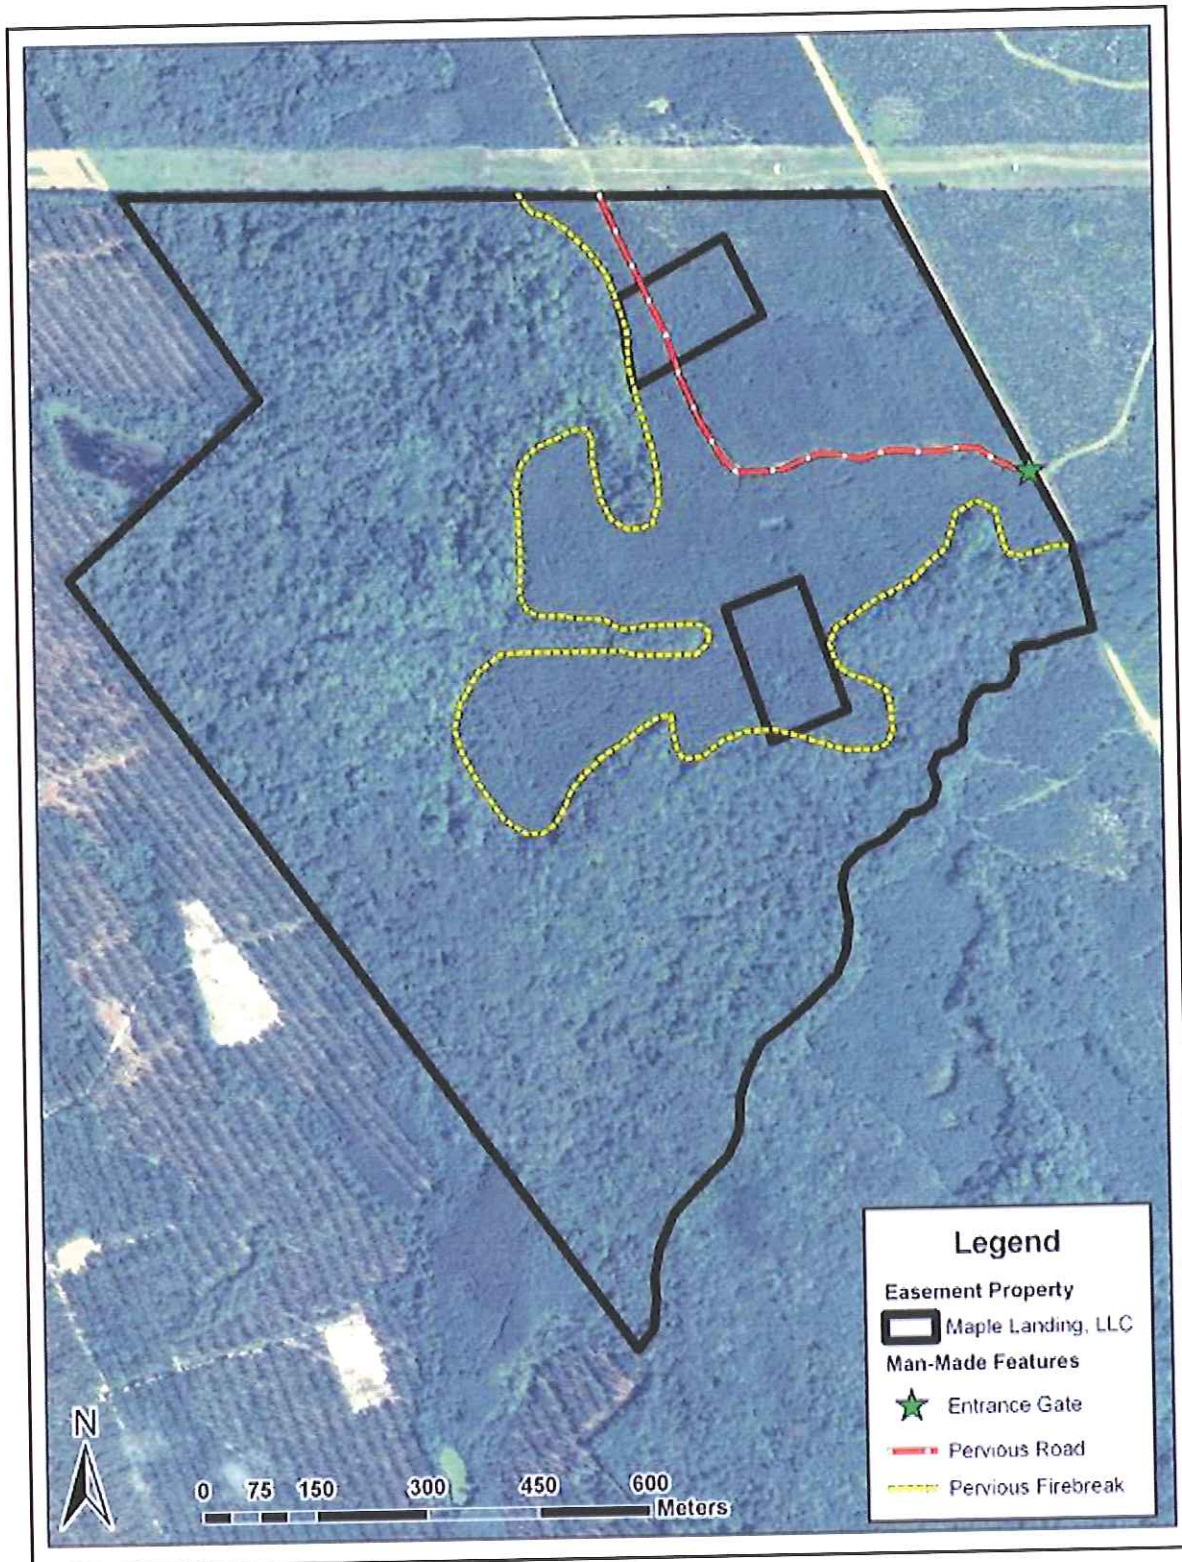 Legend
Easement Property
Maple Landing, LLC
Man-Made Features
Entrance Gate
Pervious Road
Pervious Firebreak
N
0 75 150 300 450 600
Meters